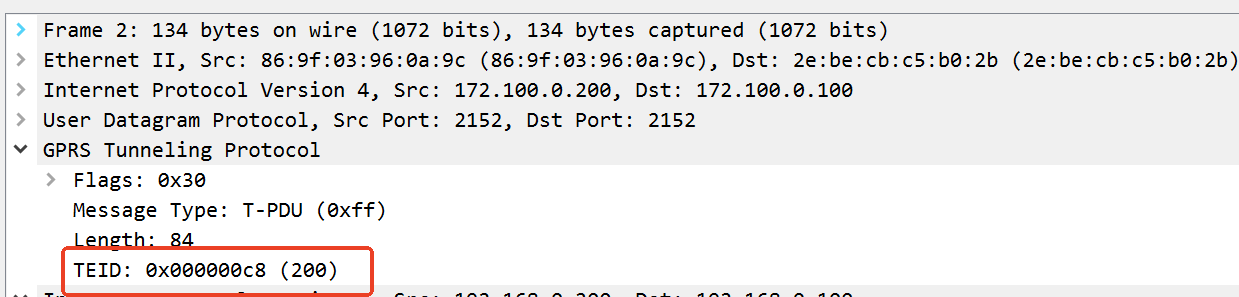 Frame 2: 134 bytes on wire (1072 bits), 134 bytes captured (1072 bits)
Ethernet II, Src: 86:9f:03:96:0a:9c (86:9f:03:96:0a:9c), Dst: 2e:be:cb:c5:b0:2b (2e:be:cb:c5:b0:2b)
Internet Protocol Version 4, Src: 172.100.0.200, Dst: 172.100.0.100
User Datagram Protocol, Src Port: 2152, Dst Port: 2152
GPRS Tunneling Protocol
Flags: 0x30
Message Type: T-PDU (0xff)
Length: 84
TEID: 0x000000c8 (200)